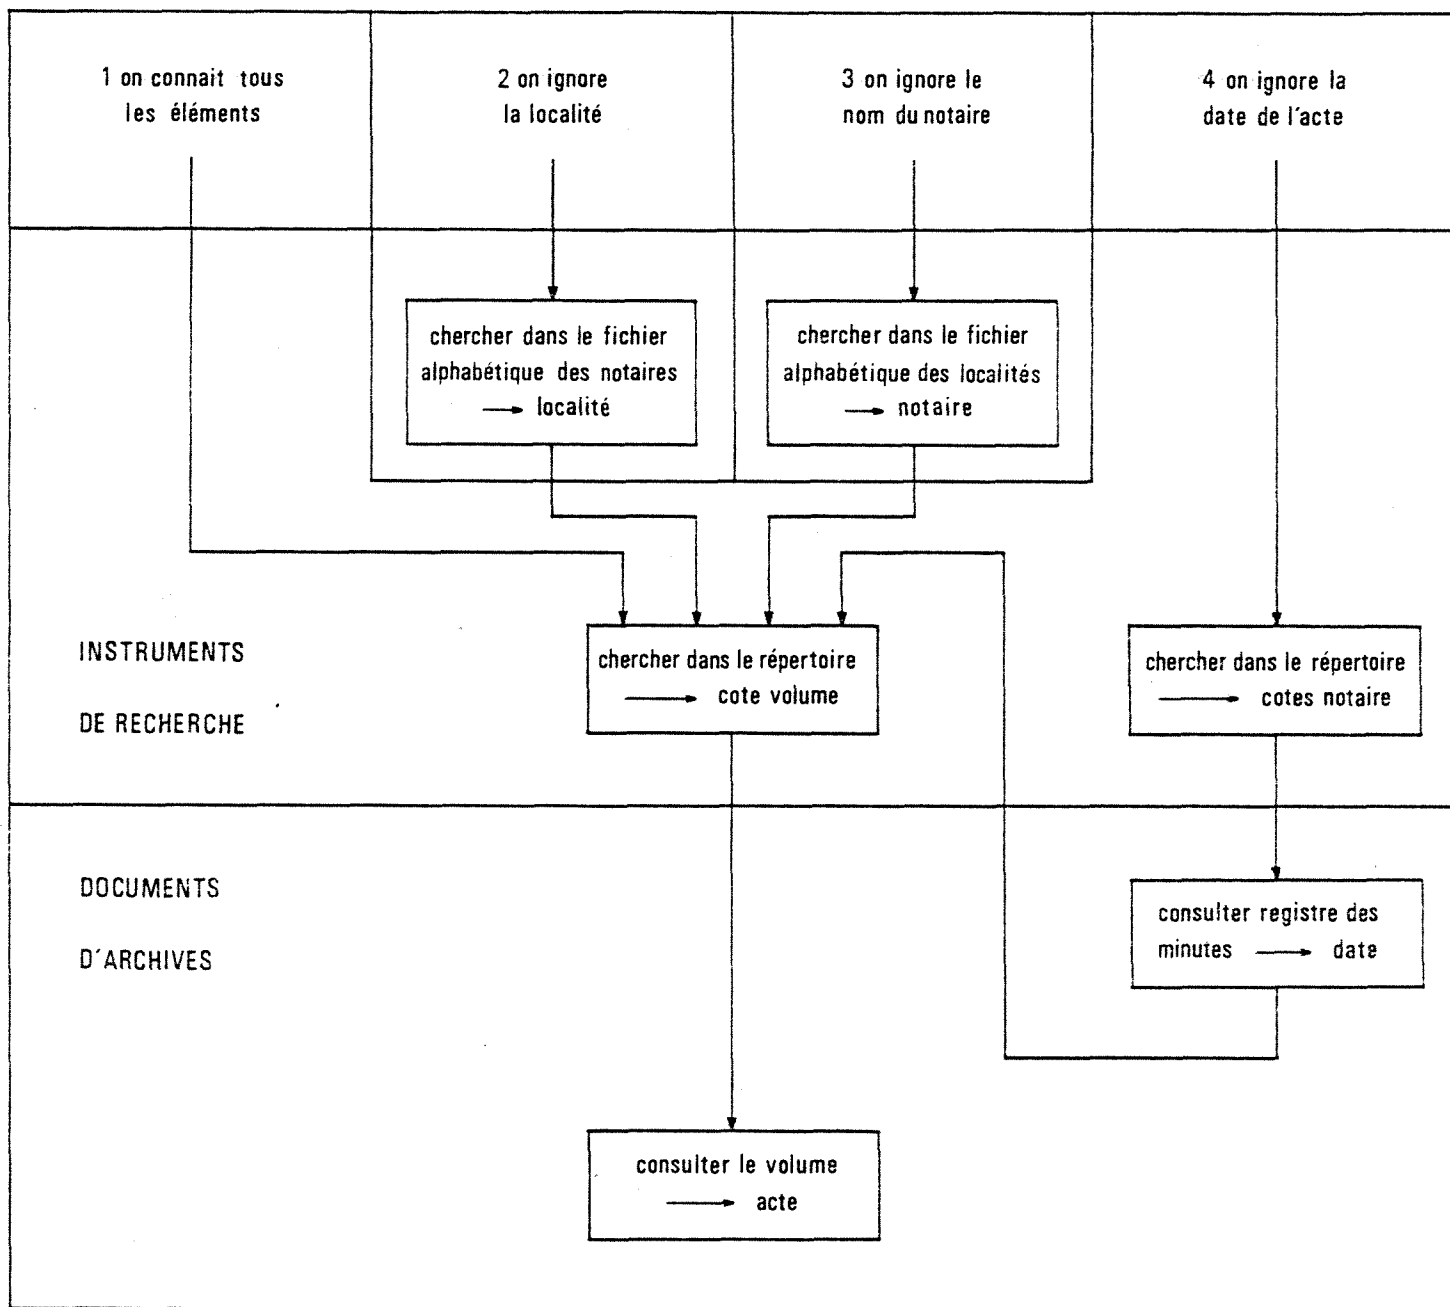 1 on connait tous
les éléments
2 on ignore
la localité
3 on ignore le
nom du notaire
4 on ignore la
date de l'acte
chercher dans le fichier
alphabétique des notaires
→ localité
chercher dans le fichier
alphabétique des localités
→ notaire
INSTRUMENTS
DE RECHERCHE
chercher dans le répertoire
→ cote volume
chercher dans le répertoire
→ cotes notaire
DOCUMENTS
D'ARCHIVES
consulter registre des
minutes → date
consulter le volume
→ acte